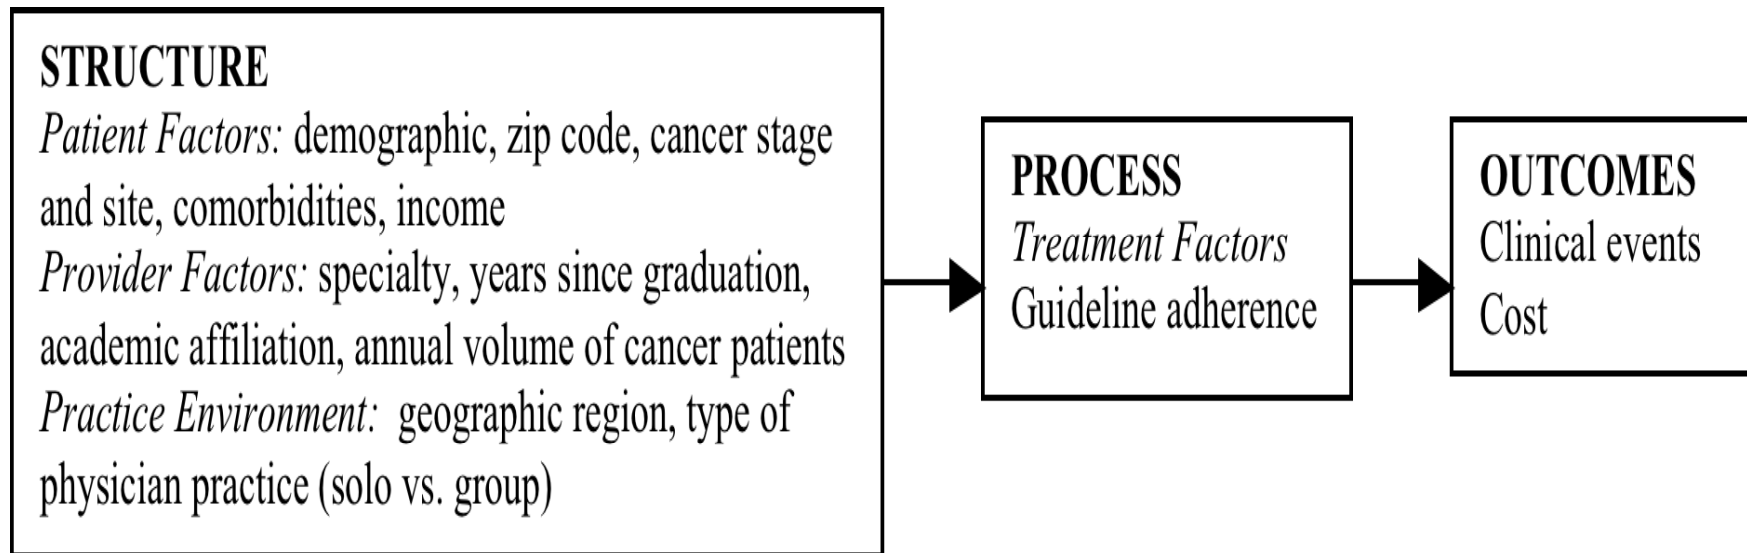 STRUCTURE
Patient Factors: demographic, zip code, cancer stage
and site, comorbidities, income
Provider Factors: specialty, years since graduation,
academic affiliation, annual volume of cancer patients
Practice Environment:  geographic region, type of
physician practice (solo vs. group)
PROCESS
Treatment Factors
Guideline adherence
OUTCOMES
Clinical events
Cost